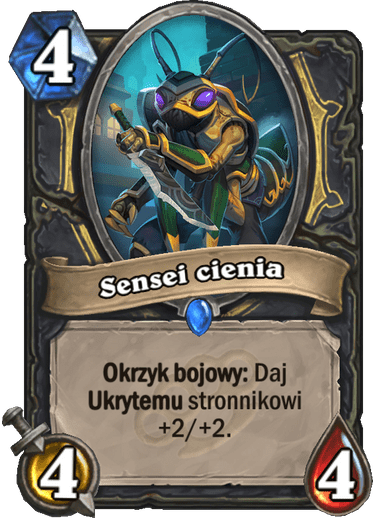 4
Sensei cienia
Okrzyk bojowy: Daj
Ukrytemu stronnikowi
+2/+2.
4
4